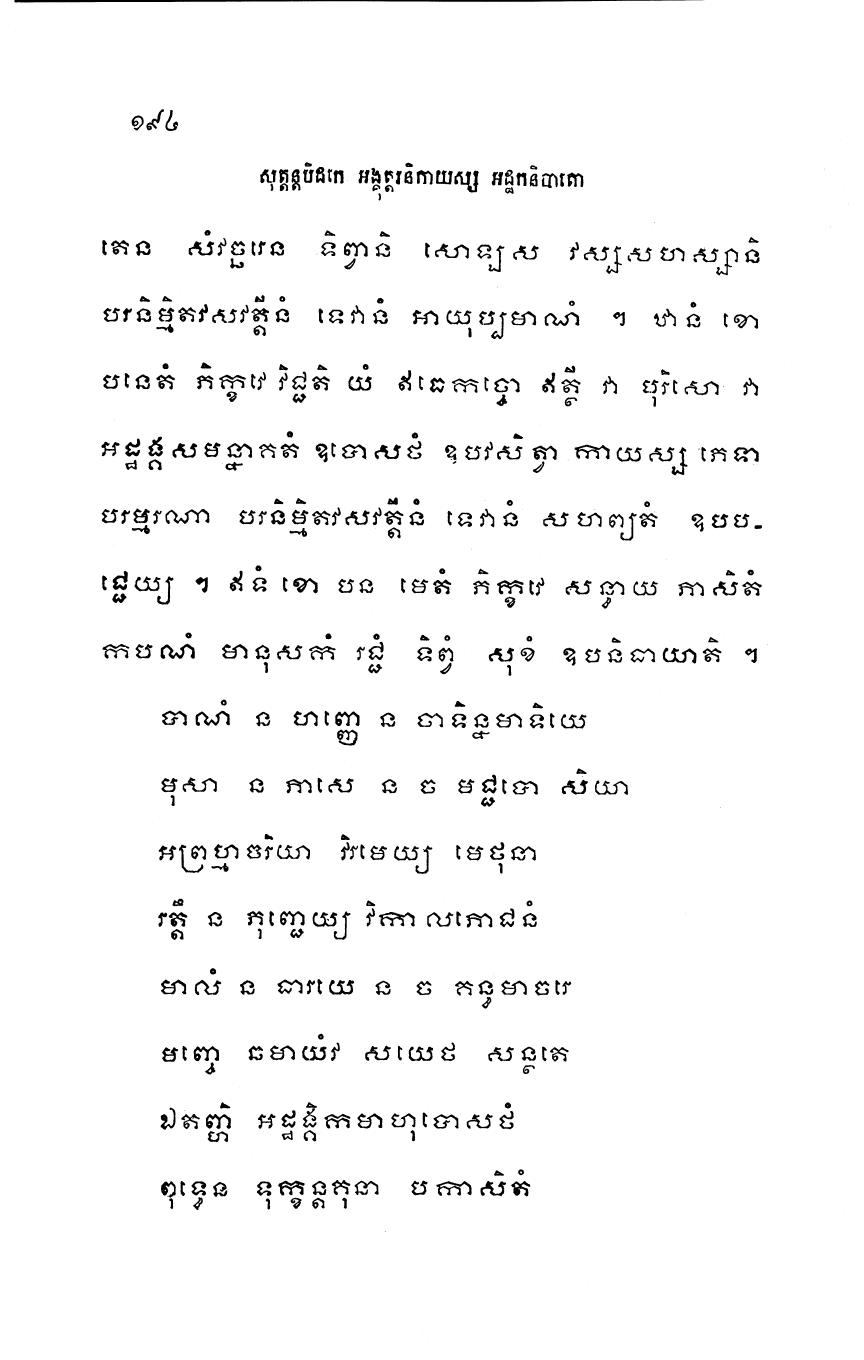 ១៩៤
សុត្តន្តបិដកេ អង្គុត្តរនិកាយស្ស អដ្ឋកនិបាតោ
តេន សំវច្ឆរេន ទិព្វានិ សោឡស វស្សសហស្សានិ
បរនិម្មិតវសវត្តីនំ ទេវានំ អាយុប្បមាណំ ។ ឋានំ ខោ
បនេតំ ភិក្ខវេ វិជ្ជតិ យំ ឥធេកច្ចោ ឥត្ថី វា បុរិសោ វា
អដ្ឋង្គសមន្នាគតំ ឧបោសថំ ឧបវសិត្វា កាយស្ស ភេទា
បរម្មរណា បរនិម្មិតវសវត្តីនំ ទេវានំ សហព្យតំ ឧបប-
ជ្ជេយ្យ ។ ឥទំ ខោ បន មេតំ ភិក្ខវេ សន្ធាយ ភាសិតំ
កបណំ មានុសកំ រជ្ជំ ទិព្វំ សុខំ ឧបនិធាយាតិ ។
បាណំ ន ហញ្ញេ ន ចាទិន្នមាទិយេ
មុសា ន ភាសេ ន ច មជ្ជបោ សិយា
អព្រហ្មចរិយា វិរមេយ្យ មេថុនា
រត្តឹ ន ភុញ្ជេយ្យ វិកាលភោជនំ
មាលំ ន ធារយេ ន ច គន្ធមាចរេ
មញ្ចេ ឆមាយំវ សយេថ សន្ថតេ
ឯតញ្ហិ អដ្ឋង្គិកមាហុបោសថំ
ពុទ្ធេន ទុក្ខន្តគុនា បកាសិតំ